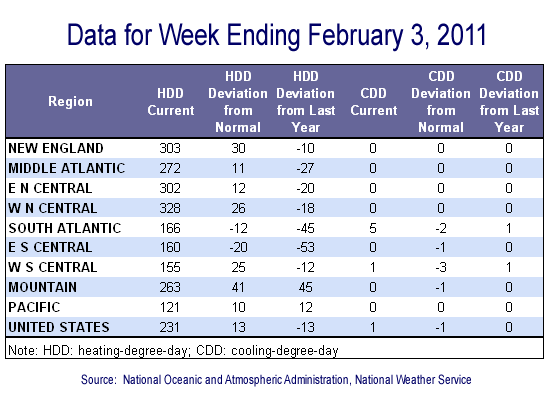 Data for Week Ending February 3, 2011
Region HDD Current HDD Deviation from Normal HDD Deviation from Last Year CDD Current CDD Deviation from Normal CDD Deviation from Last Year
NEW ENGLAND 303 30 -10 0 0 0
MIDDLE ATLANTIC 272 11 -27 0 0 0
E N CENTRAL 302 12 -20 0 0 0
W N CENTRAL 328 26 -18 0 0 0
SOUTH ATLANTIC 166 -12 -45 5 -2 1
E S CENTRAL 160 -20 -53 0 -1 0
W S CENTRAL 155 25 -12 1 -3 1
MOUNTAIN 263 41 45 0 -1 0
PACIFIC 121 10 12 0 0 0
UNITED STATES 231 13 -13 1 -1 0
Note: HDD: heating-degree-day; CDD: cooling-degree-day
Source: National Oceanic and Atmospheric Administration, National Weather Service